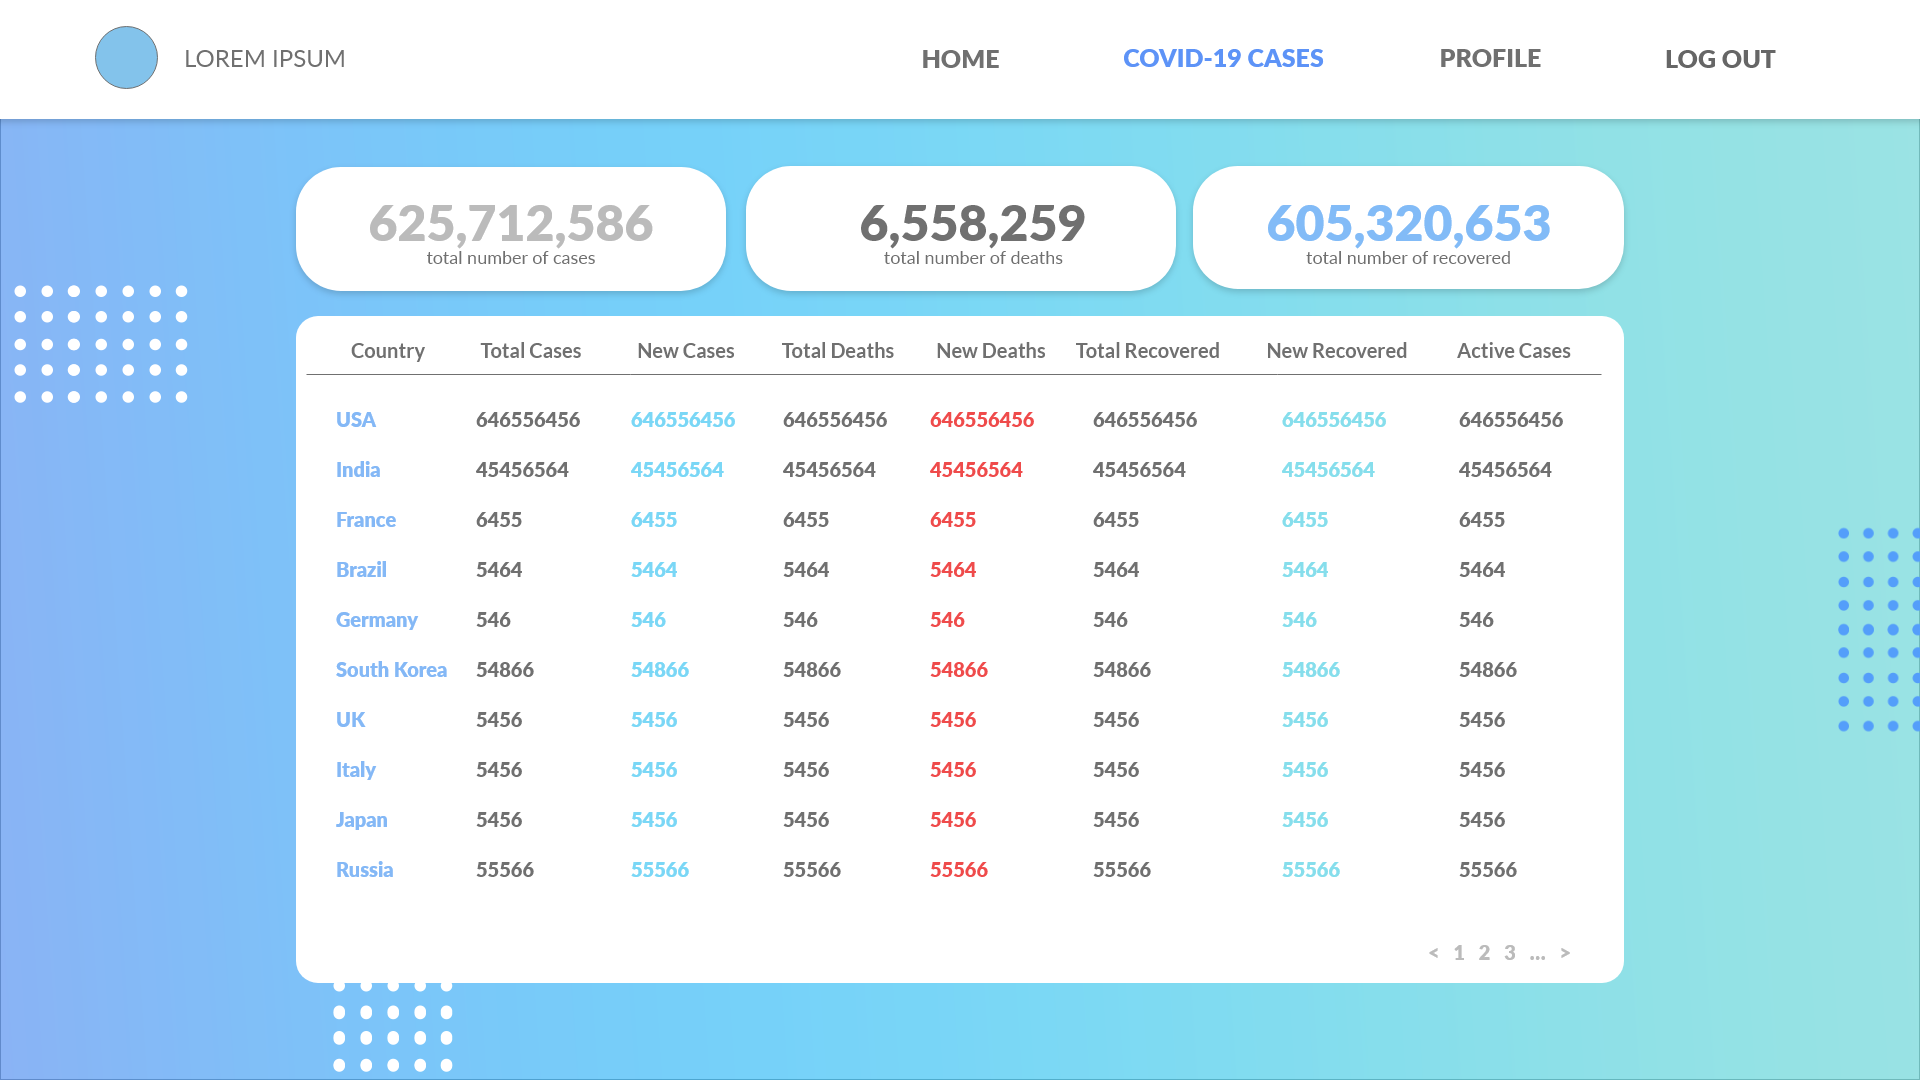 LOREM IPSUM HOME COVID-19 CASES PROFILE LOG OUT
625,712,586 6,558,259 605,320,653
total number of cases total number of deaths total number of recovered
Country Total Cases New Cases Total Deaths New Deaths Total Recovered New Recovered Active Cases
USA 646556456 646556456 646556456 646556456 646556456 646556456 646556456
India 45456564 45456564 45456564 45456564 45456564 45456564 45456564
France 6455 6455 6455 6455 6455 6455 6455
Brazil 5464 5464 5464 5464 5464 5464 5464
Germany 546 546 546 546 546 546 546
South Korea 54866 54866 54866 54866 54866 54866 54866
UK 5456 5456 5456 5456 5456 5456 5456
Italy 5456 5456 5456 5456 5456 5456 5456
Japan 5456 5456 5456 5456 5456 5456 5456
Russia 55566 55566 55566 55566 55566 55566 55566
< 1 2 3 ... >